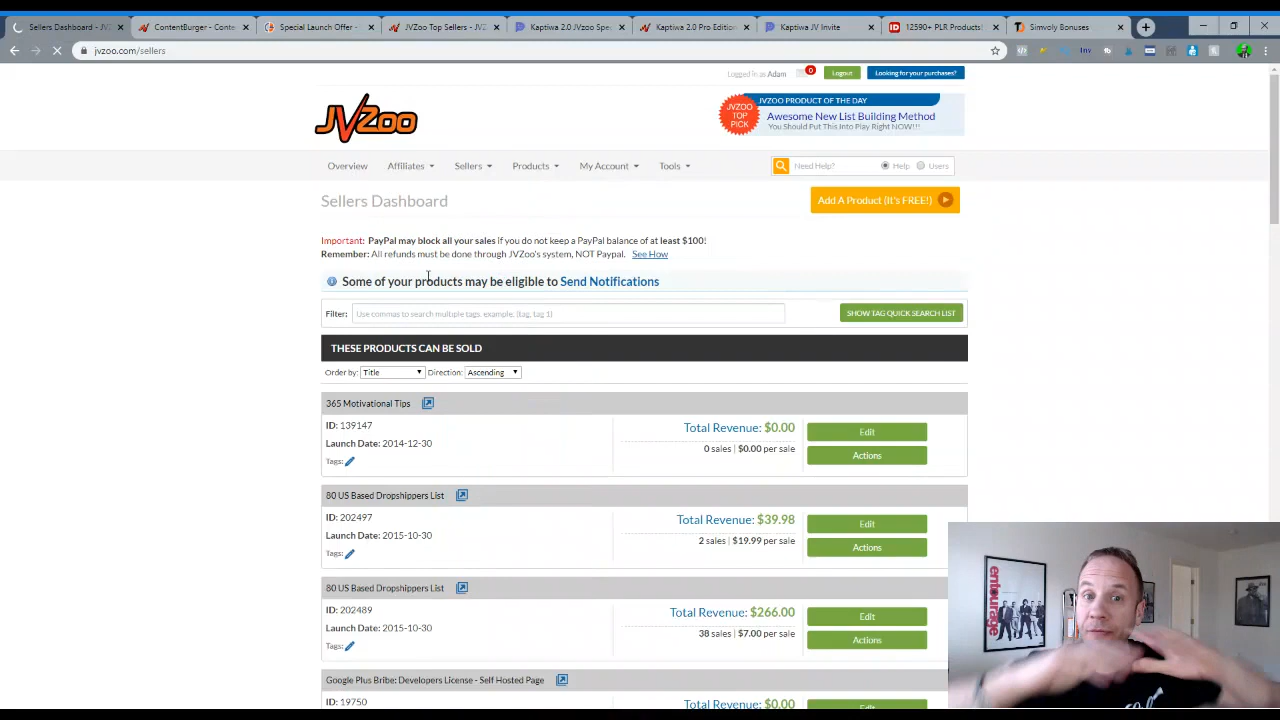 Sellers Dashboard - JV
ContentBurger - Conte
Special Launch Offer -
JVZoo Top Sellers - JVZ
Kaptiwa 2.0 JVZoo Spec
Kaptiwa 2.0 Pro Edition
Kaptiwa JV Invite
12590+ PLR Products!
Simvoly Bonuses
jvzoo.com/sellers
Logged in as Adam
0
Logout
Looking for your purchases?
JVZoo
JVZOO TOP PICK
JVZOO PRODUCT OF THE DAY
Awesome New List Building Method
You Should Put This Into Play Right NOW!!!
Overview Affiliates Sellers Products My Account Tools
Need Help? Help Users
Sellers Dashboard
Add A Product (It's FREE!)
Important: PayPal may block all your sales if you do not keep a PayPal balance of at least $100!
Remember: All refunds must be done through JVZoo's system, NOT Paypal. See How
Some of your products may be eligible to Send Notifications
Filter: Use commas to search multiple tags, example: (tag, tag 1)
SHOW TAG QUICK SEARCH LIST
THESE PRODUCTS CAN BE SOLD
Order by: Title Direction: Ascending
365 Motivational Tips
ID: 139147
Launch Date: 2014-12-30
Tags:
Total Revenue: $0.00
0 sales | $0.00 per sale
Edit
Actions
80 US Based Dropshippers List
ID: 202497
Launch Date: 2015-10-30
Tags:
Total Revenue: $39.98
2 sales | $19.99 per sale
Edit
Actions
80 US Based Dropshippers List
ID: 202489
Launch Date: 2015-10-30
Tags:
Total Revenue: $266.00
38 sales | $7.00 per sale
Edit
Actions
Google Plus Bribe: Developers License - Self Hosted Page
ID: 19750
Total Revenue: $0.00
Edit
entourage